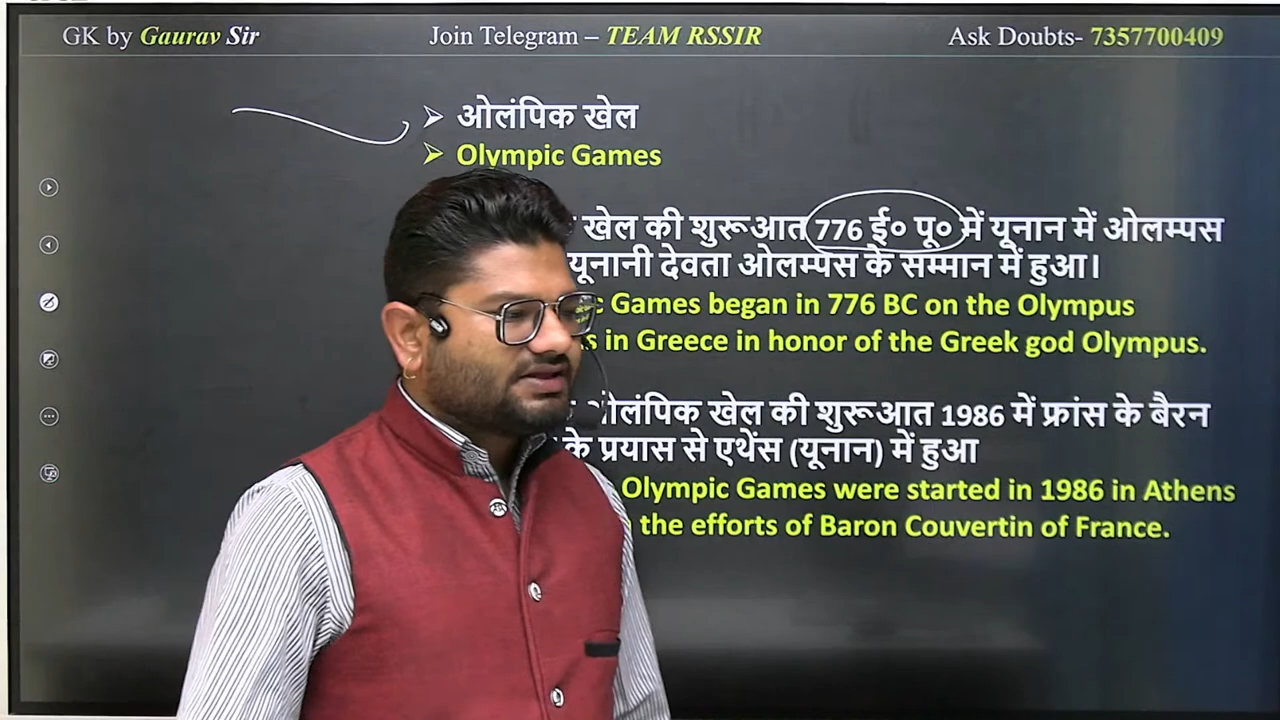 GK by Gaurav Sir
Join Telegram – TEAM RSSIR
Ask Doubts- 7357700409
ओलंपिक खेल
Olympic Games
खेल की शुरूआत 776 ई० पू० में यूनान में ओलम्पस
यूनानी देवता ओलम्पस के सम्मान में हुआ।
Games began in 776 BC on the Olympus
in Greece in honor of the Greek god Olympus.
ओलंपिक खेल की शुरूआत 1986 में फ्रांस के बैरन
के प्रयास से एथेंस (यूनान) में हुआ
Olympic Games were started in 1986 in Athens
the efforts of Baron Couvertin of France.